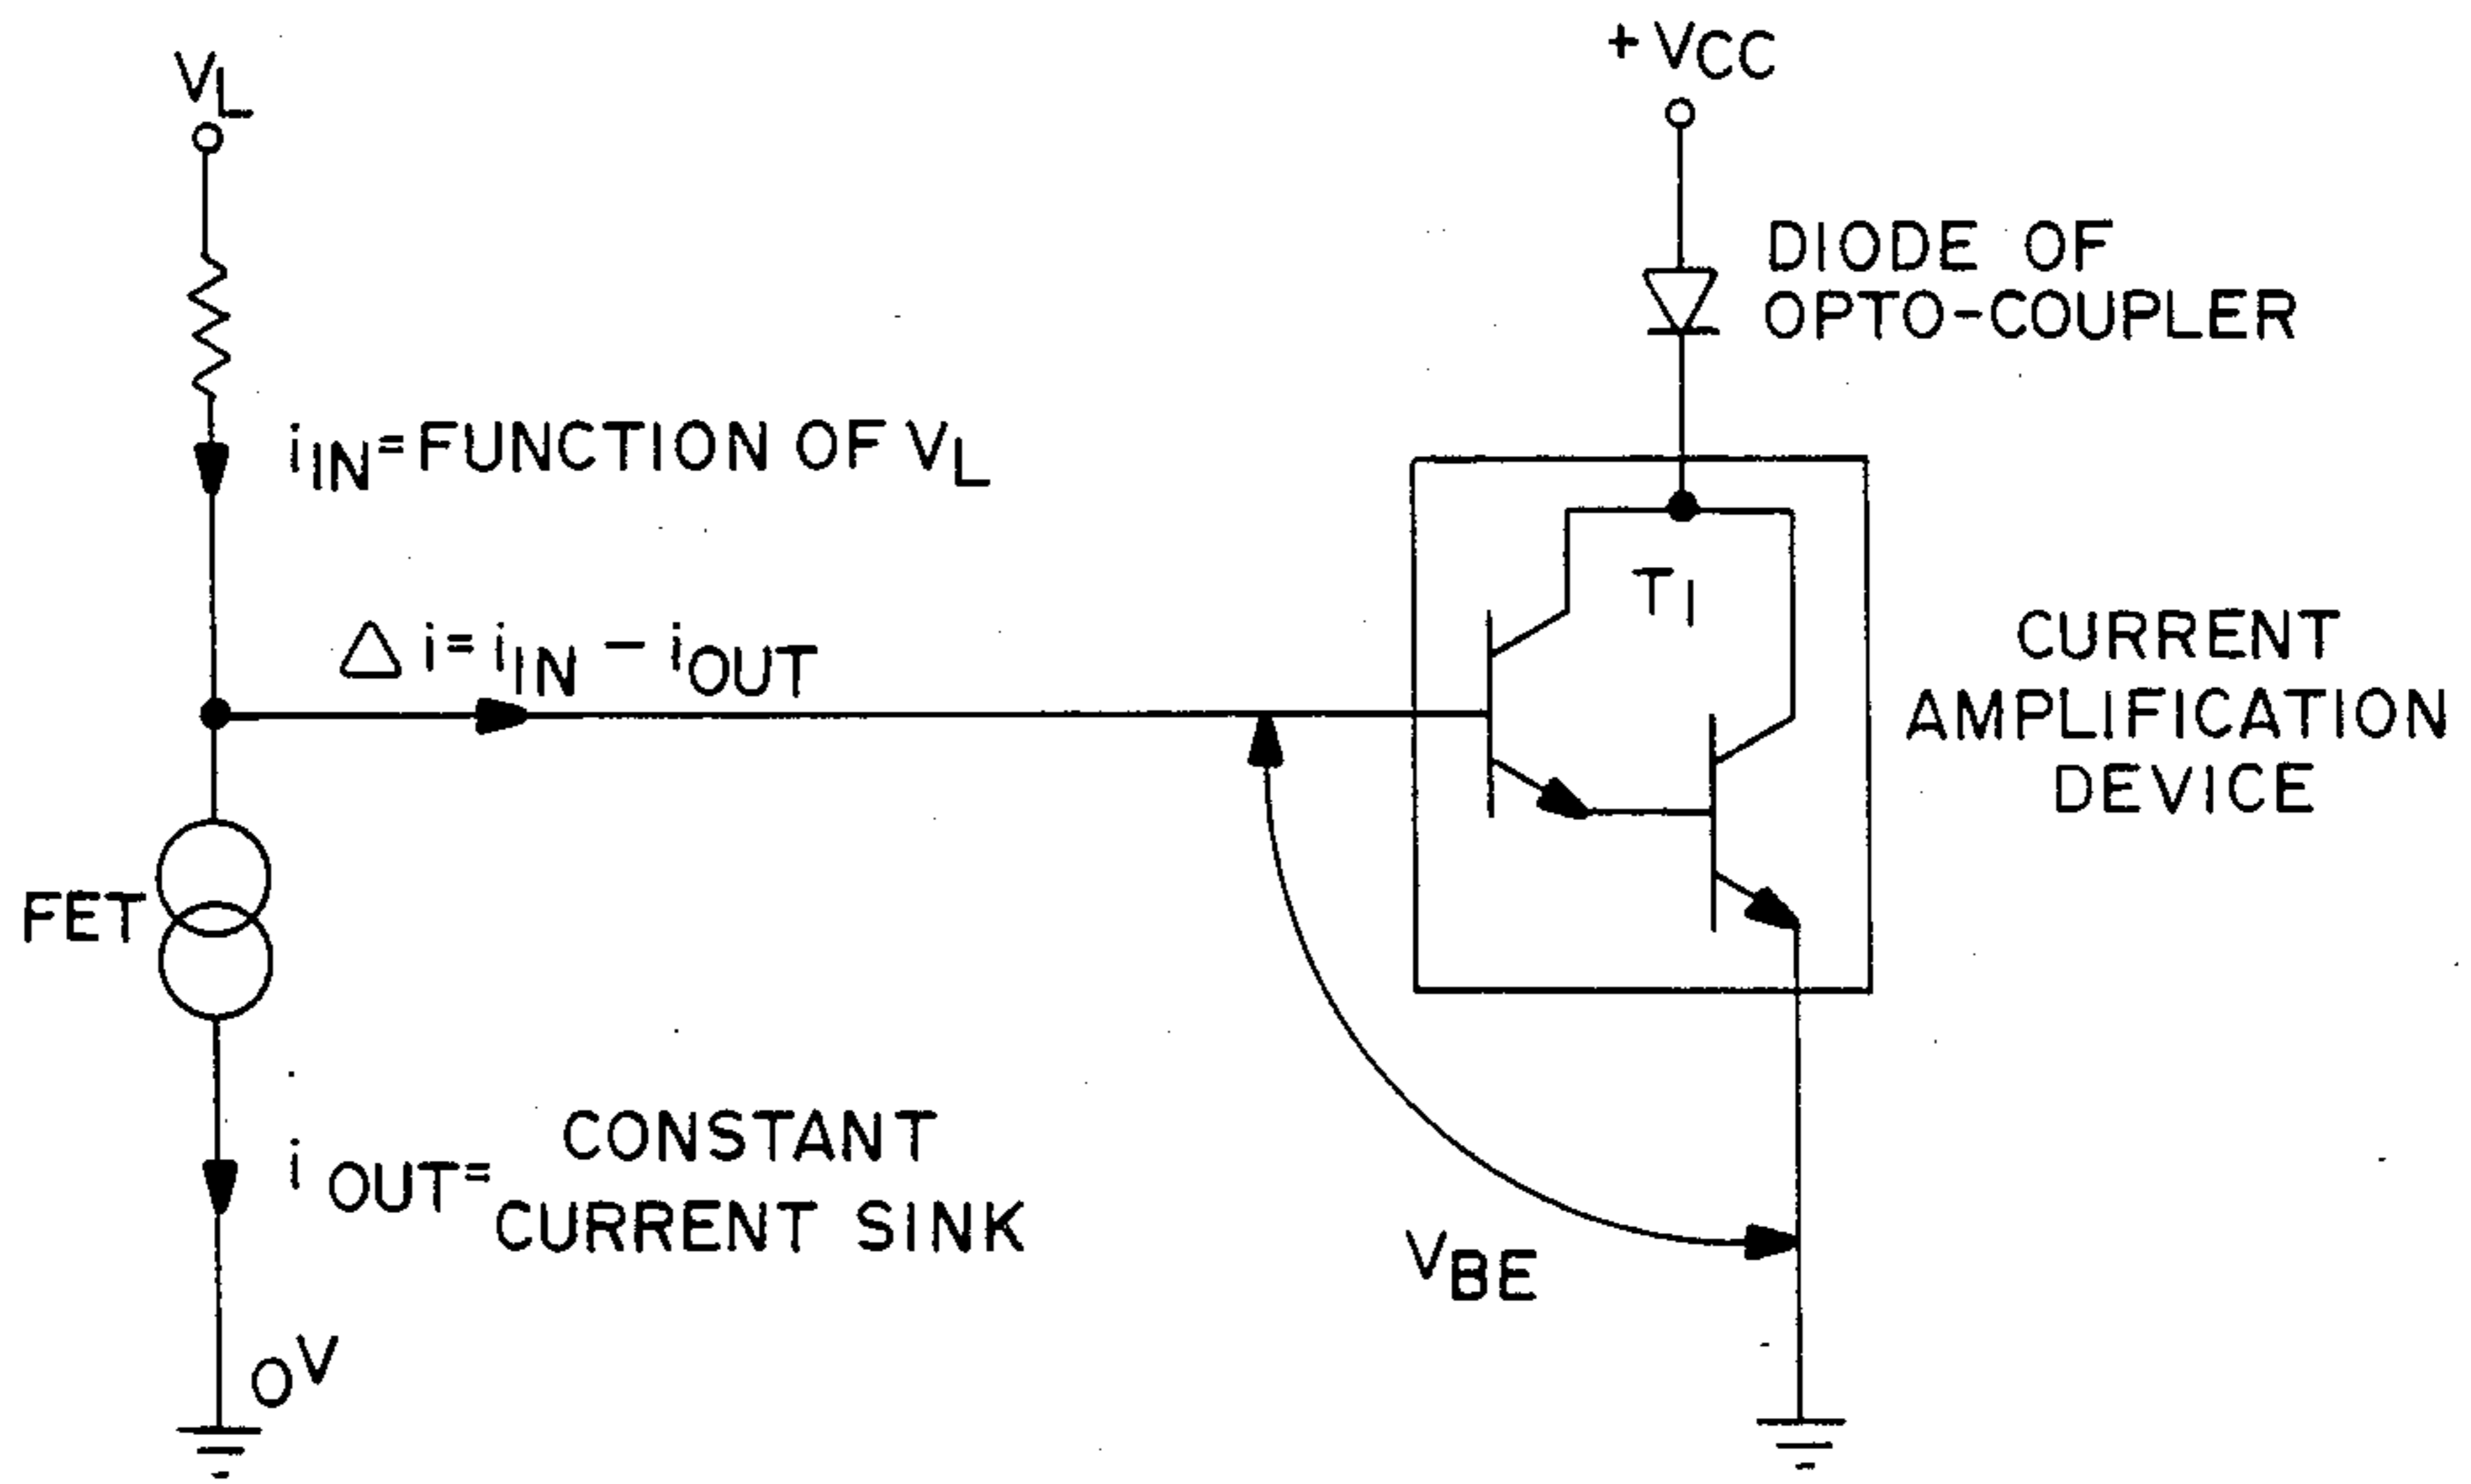 VL
+VCC
DIODE OF
OPTO-COUPLER
iIN=FUNCTION OF VL
T1
Δi=iIN-iOUT
CURRENT
AMPLIFICATION
DEVICE
FET
CONSTANT
iOUT=
CURRENT SINK
VBE
OV